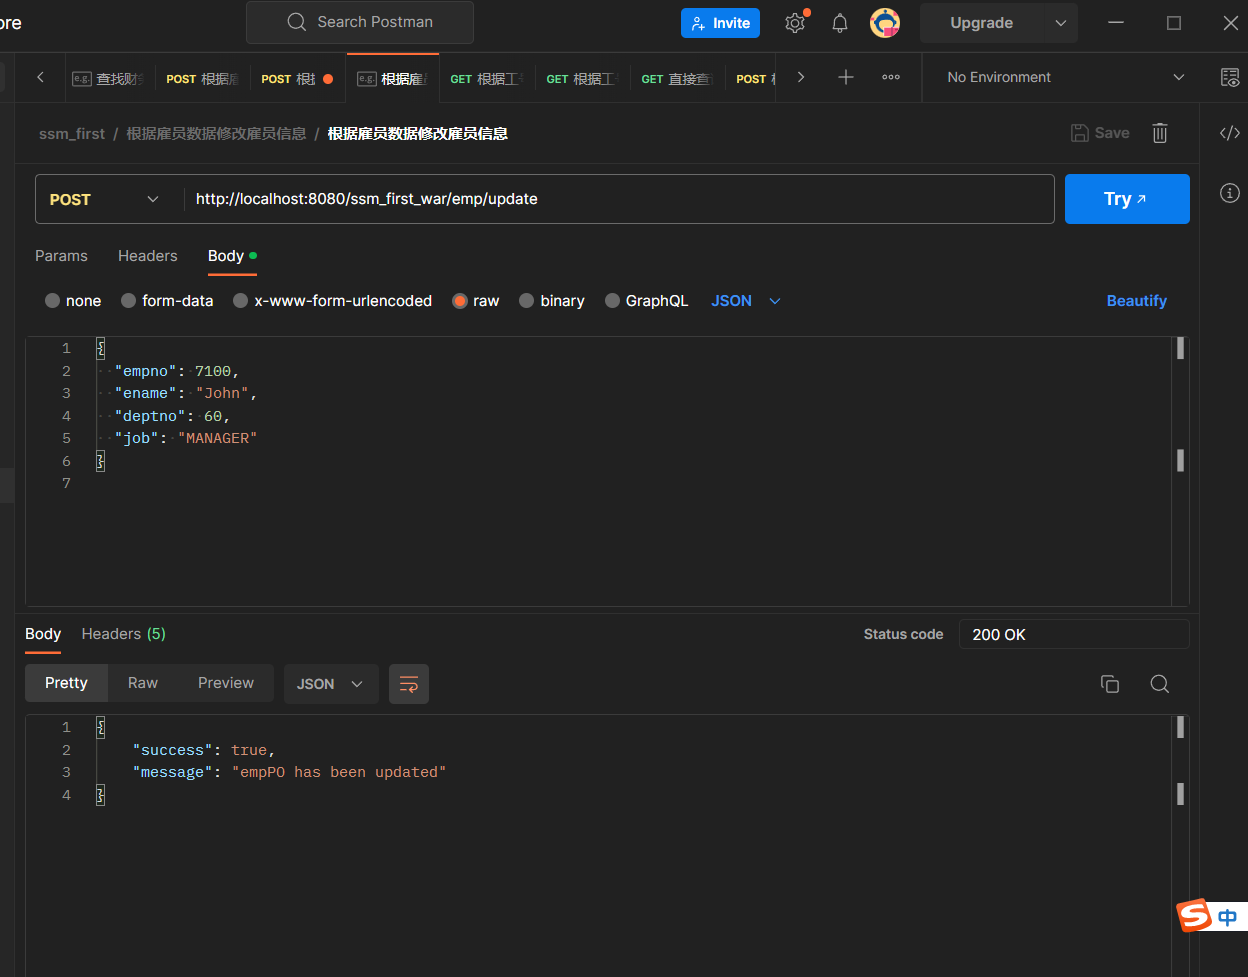 ore
Search Postman
Invite
Upgrade
e.g. 查找财
POST 根据雇
POST 根据
e.g. 根据雇
GET 根据工
GET 根据工
GET 直接查
POST
No Environment
ssm_first / 根据雇员数据修改雇员信息 / 根据雇员数据修改雇员信息
Save
POST
http://localhost:8080/ssm_first_war/emp/update
Try
Params
Headers
Body
none
form-data
x-www-form-urlencoded
raw
binary
GraphQL
JSON
Beautify
1 {
2 "empno": 7100,
3 "ename": "John",
4 "deptno": 60,
5 "job": "MANAGER"
6 }
7
Body
Headers (5)
Status code
200 OK
Pretty
Raw
Preview
JSON
1 {
2 "success": true,
3 "message": "empPO has been updated"
4 }
S 中